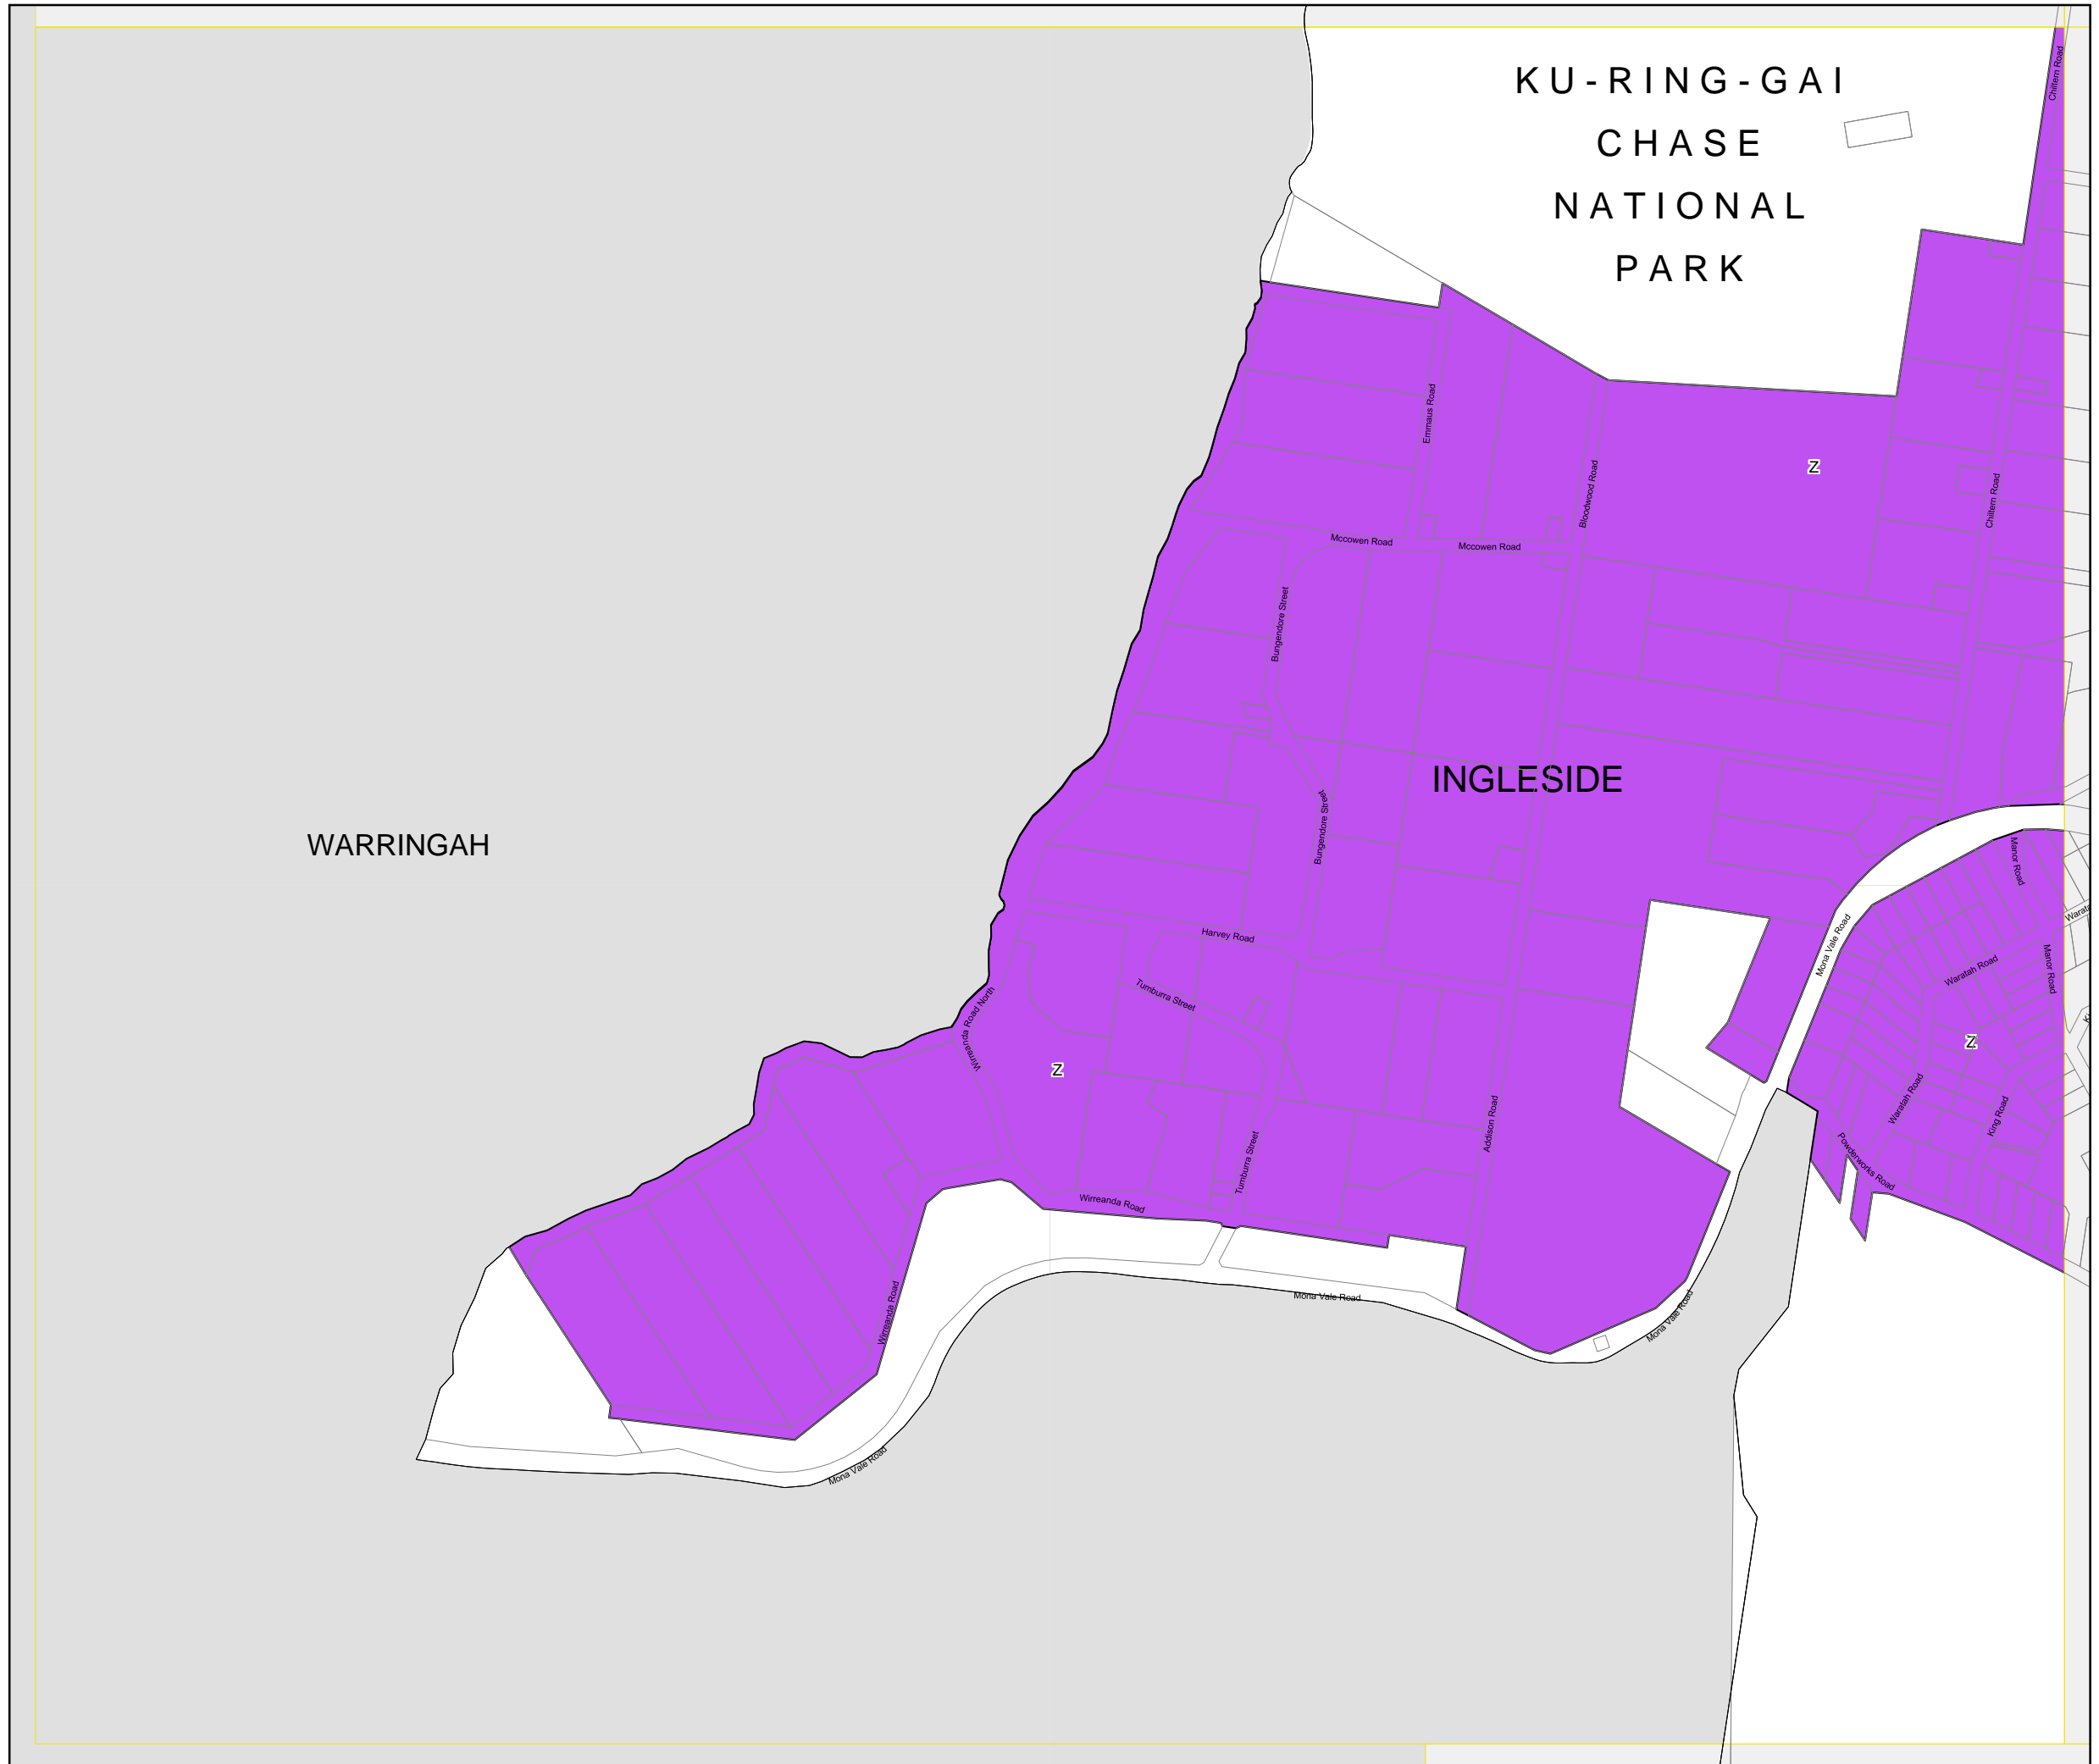 KU-RING-GAI
CHASE
NATIONAL
PARK
Chiltern Road
Emmaus Road
Z
Bloodwood Road
Chiltern Road
Mccowen Road
Mccowen Road
Bungendore Street
INGLESIDE
Bungendore Street
WARRINGAH
Manor Road
Harvey Road
Mona Vale Road
Waratah Road
Manor Road
Tumburra Street
Wirreanda Road North
Z
Z
Waratah Road
King Road
Addison Road
Powderworks Road
Tumburra Street
Wirreanda Road
Wirreanda Road
Mona Vale Road
Mona Vale Road
Mona Vale Road